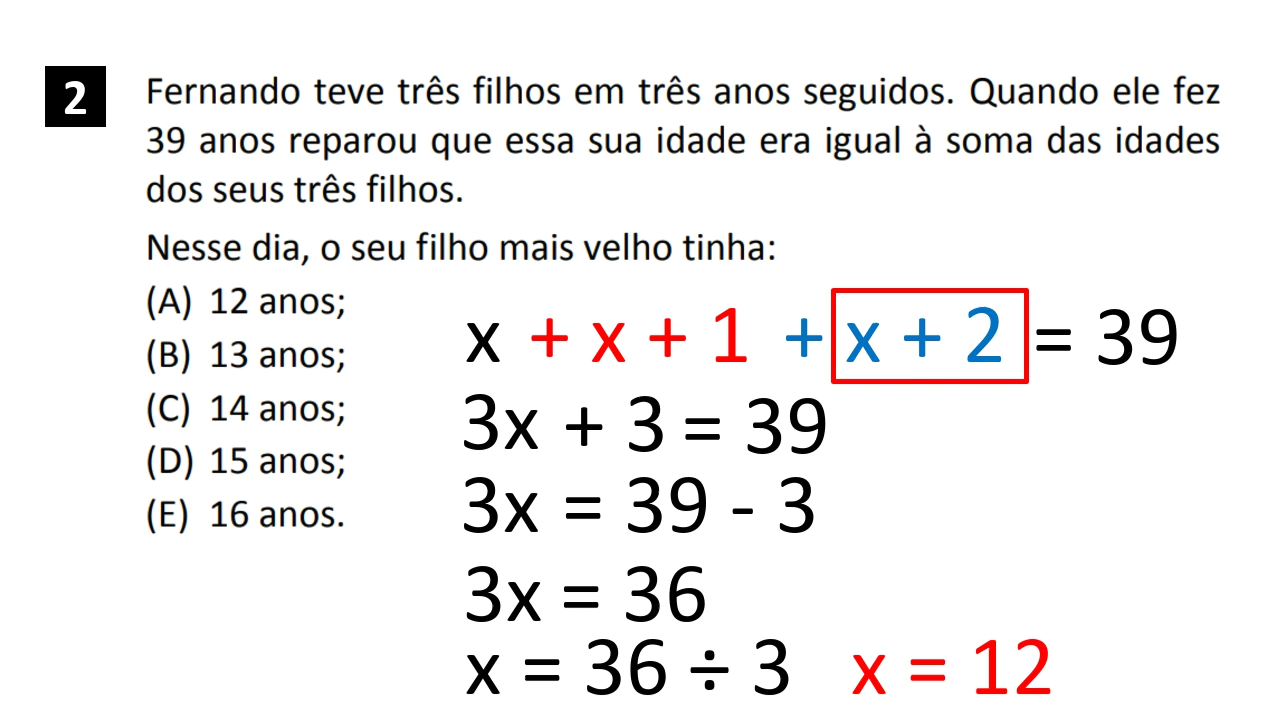 2 Fernando teve três filhos em três anos seguidos. Quando ele fez
39 anos reparou que essa sua idade era igual à soma das idades
dos seus três filhos.
Nesse dia, o seu filho mais velho tinha:
(A) 12 anos;
(B) 13 anos;
(C) 14 anos;
(D) 15 anos;
(E) 16 anos.
x + x + 1 + x + 2 = 39
3x + 3 = 39
3x = 39 - 3
3x = 36
x = 36 ÷ 3 x = 12